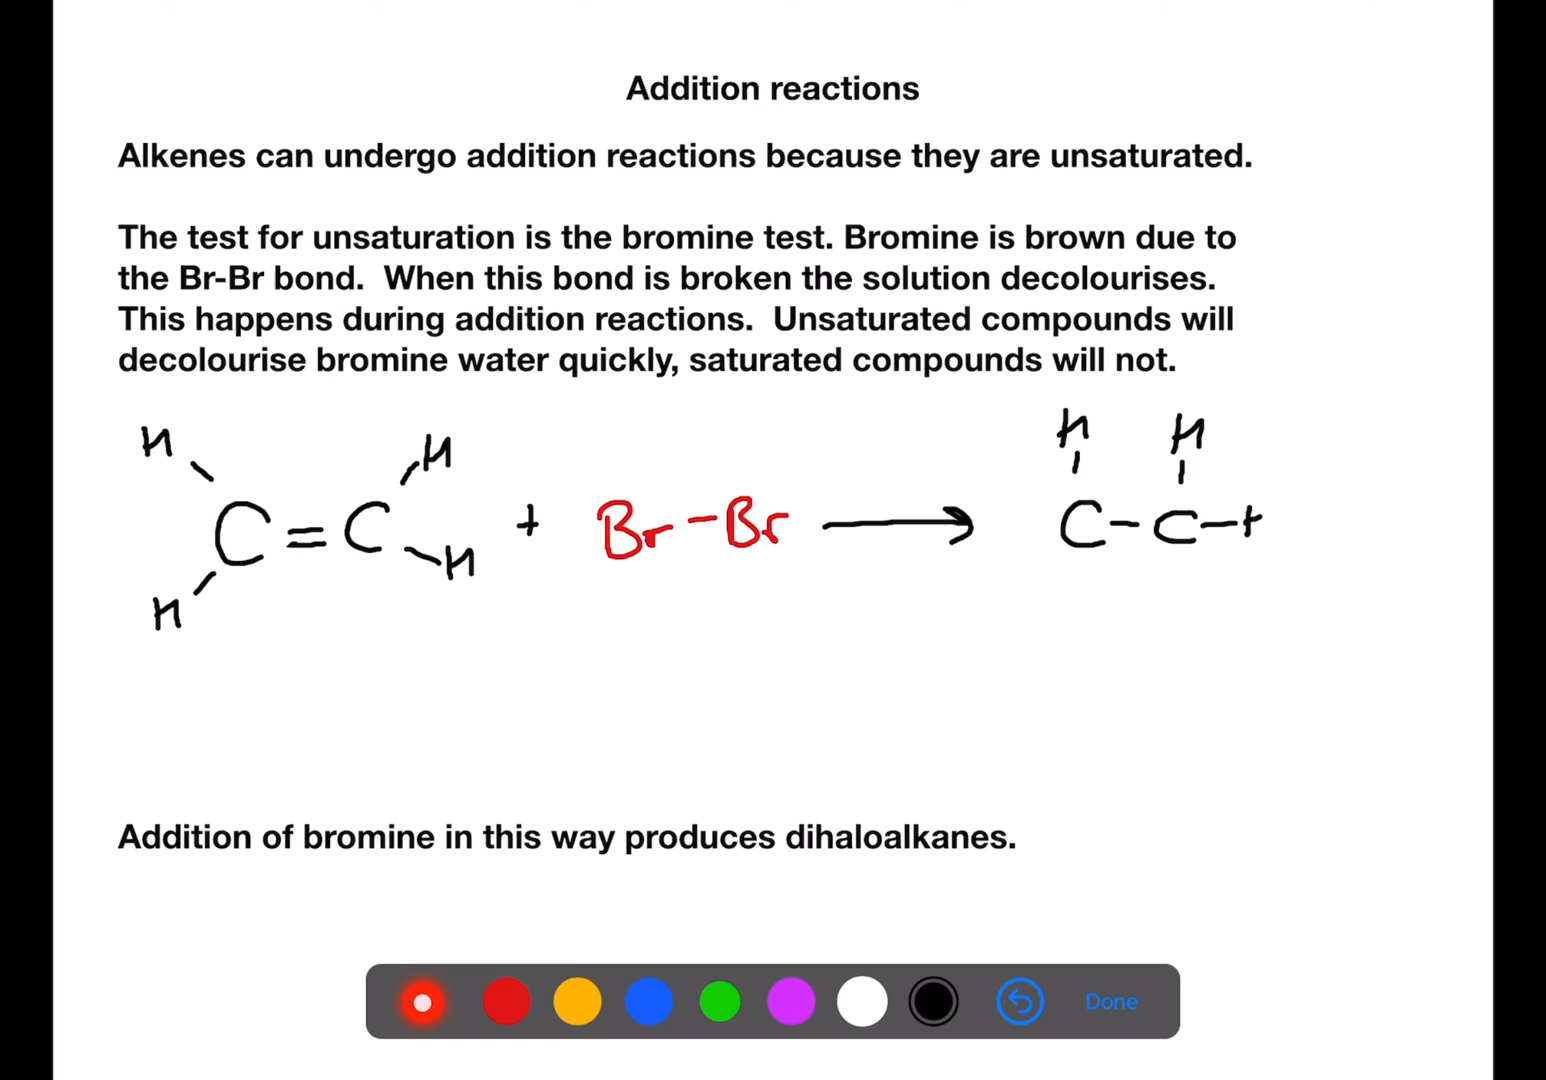 Addition reactions
Alkenes can undergo addition reactions because they are unsaturated.
The test for unsaturation is the bromine test. Bromine is brown due to
the Br-Br bond. When this bond is broken the solution decolourises.
This happens during addition reactions. Unsaturated compounds will
decolourise bromine water quickly, saturated compounds will not.
H H H H
C=C + Br-Br → C-C-
H H
Addition of bromine in this way produces dihaloalkanes.
Done